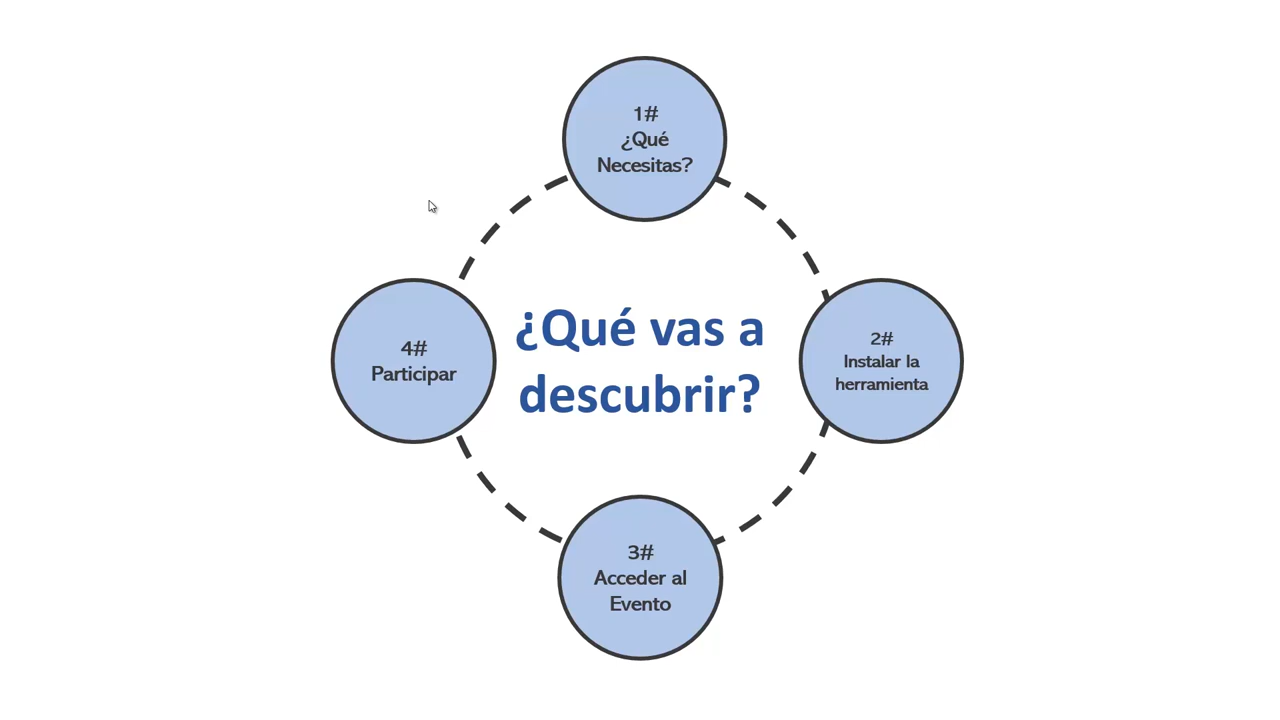 1#
¿Qué
Necesitas?
¿Qué vas a
descubrir?
2#
Instalar la
herramienta
3#
Acceder al
Evento
4#
Participar